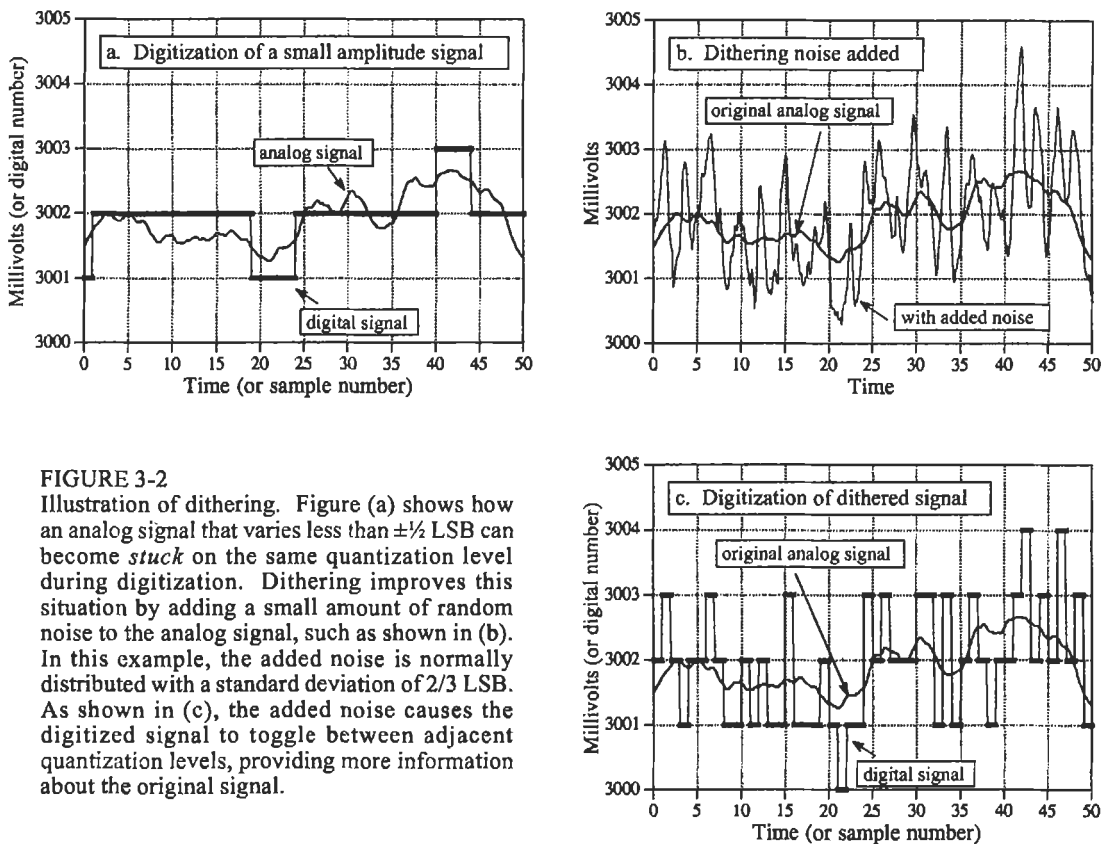 a. Digitization of a small amplitude signal
Millivolts (or digital number)
3005
3004
3003
3002
3001
3000
analog signal
digital signal
0 5 10 15 20 25 30 35 40 45 50
Time (or sample number)
b. Dithering noise added
Millivolts
3005
3004
3003
3002
3001
3000
original analog signal
with added noise
0 5 10 15 20 25 30 35 40 45 50
Time
FIGURE 3-2
Illustration of dithering. Figure (a) shows how
an analog signal that varies less than ±½ LSB can
become stuck on the same quantization level
during digitization. Dithering improves this
situation by adding a small amount of random
noise to the analog signal, such as shown in (b).
In this example, the added noise is normally
distributed with a standard deviation of 2/3 LSB.
As shown in (c), the added noise causes the
digitized signal to toggle between adjacent
quantization levels, providing more information
about the original signal.
c. Digitization of dithered signal
Millivolts (or digital number)
3005
3004
3003
3002
3001
3000
original analog signal
digital signal
0 5 10 15 20 25 30 35 40 45 50
Time (or sample number)